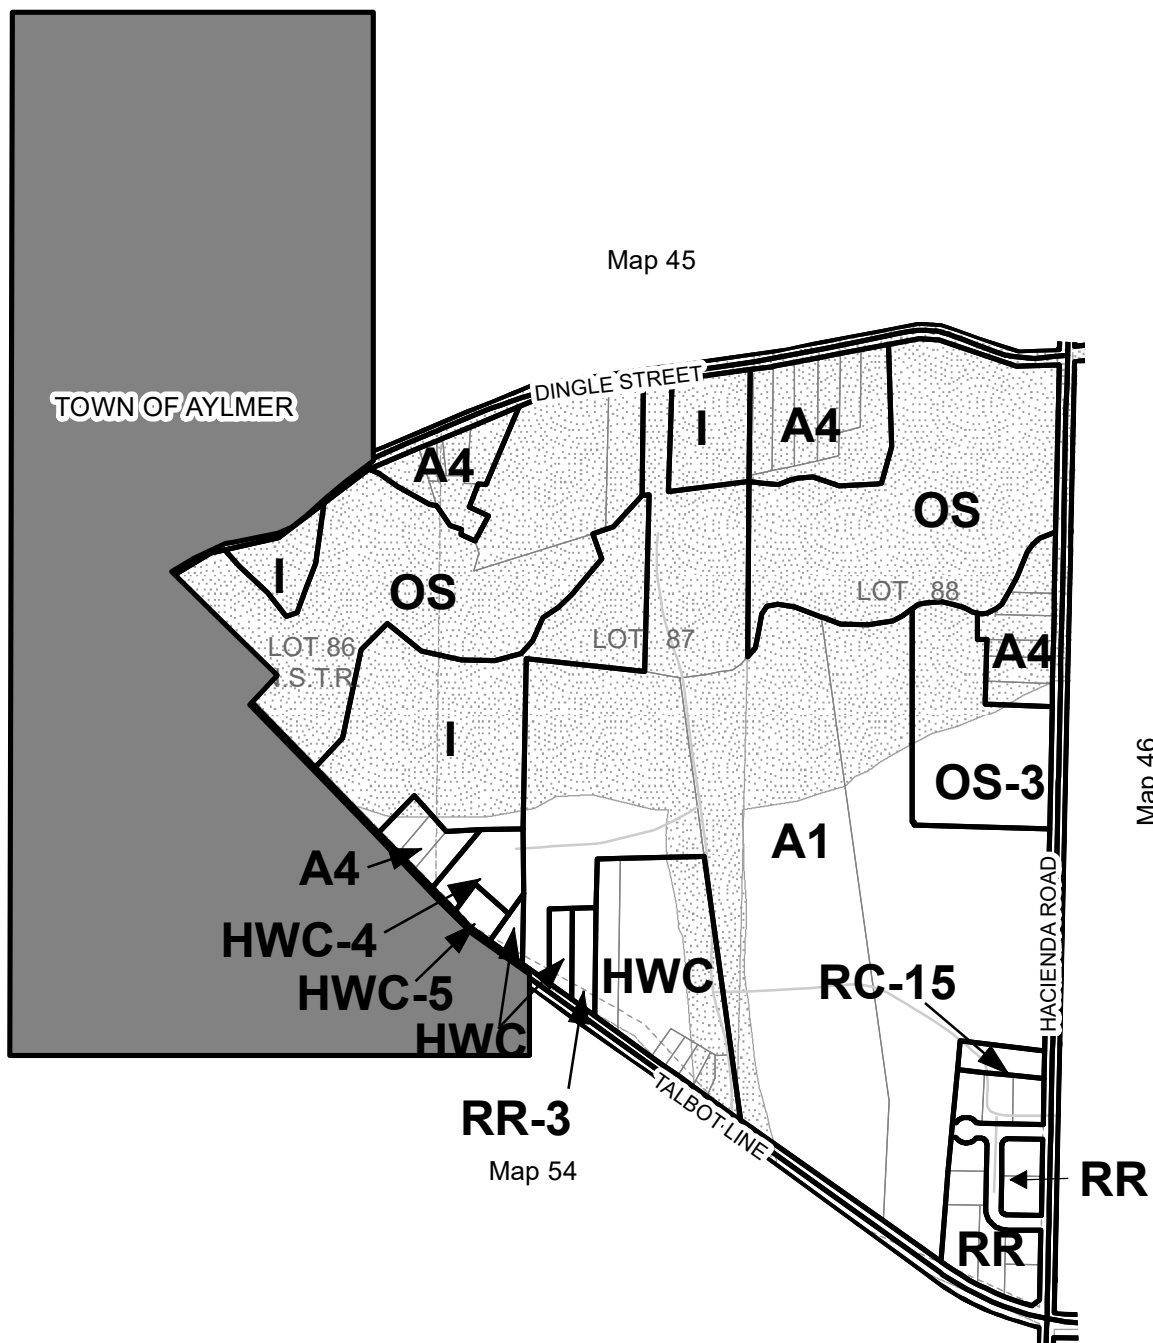 Map 45
DINGLE STREET
TOWN OF AYLMER
I
A4
A4
OS
I
OS
LOT 88
LOT 87
LOT 86
.S.T.R.
A4
I
OS-3
Map 46
A1
A4
HACIENDA ROAD
HWC-4
HWC
RC-15
HWC-5
HWC
RR-3
TALBOT LINE
Map 54
RR
RR